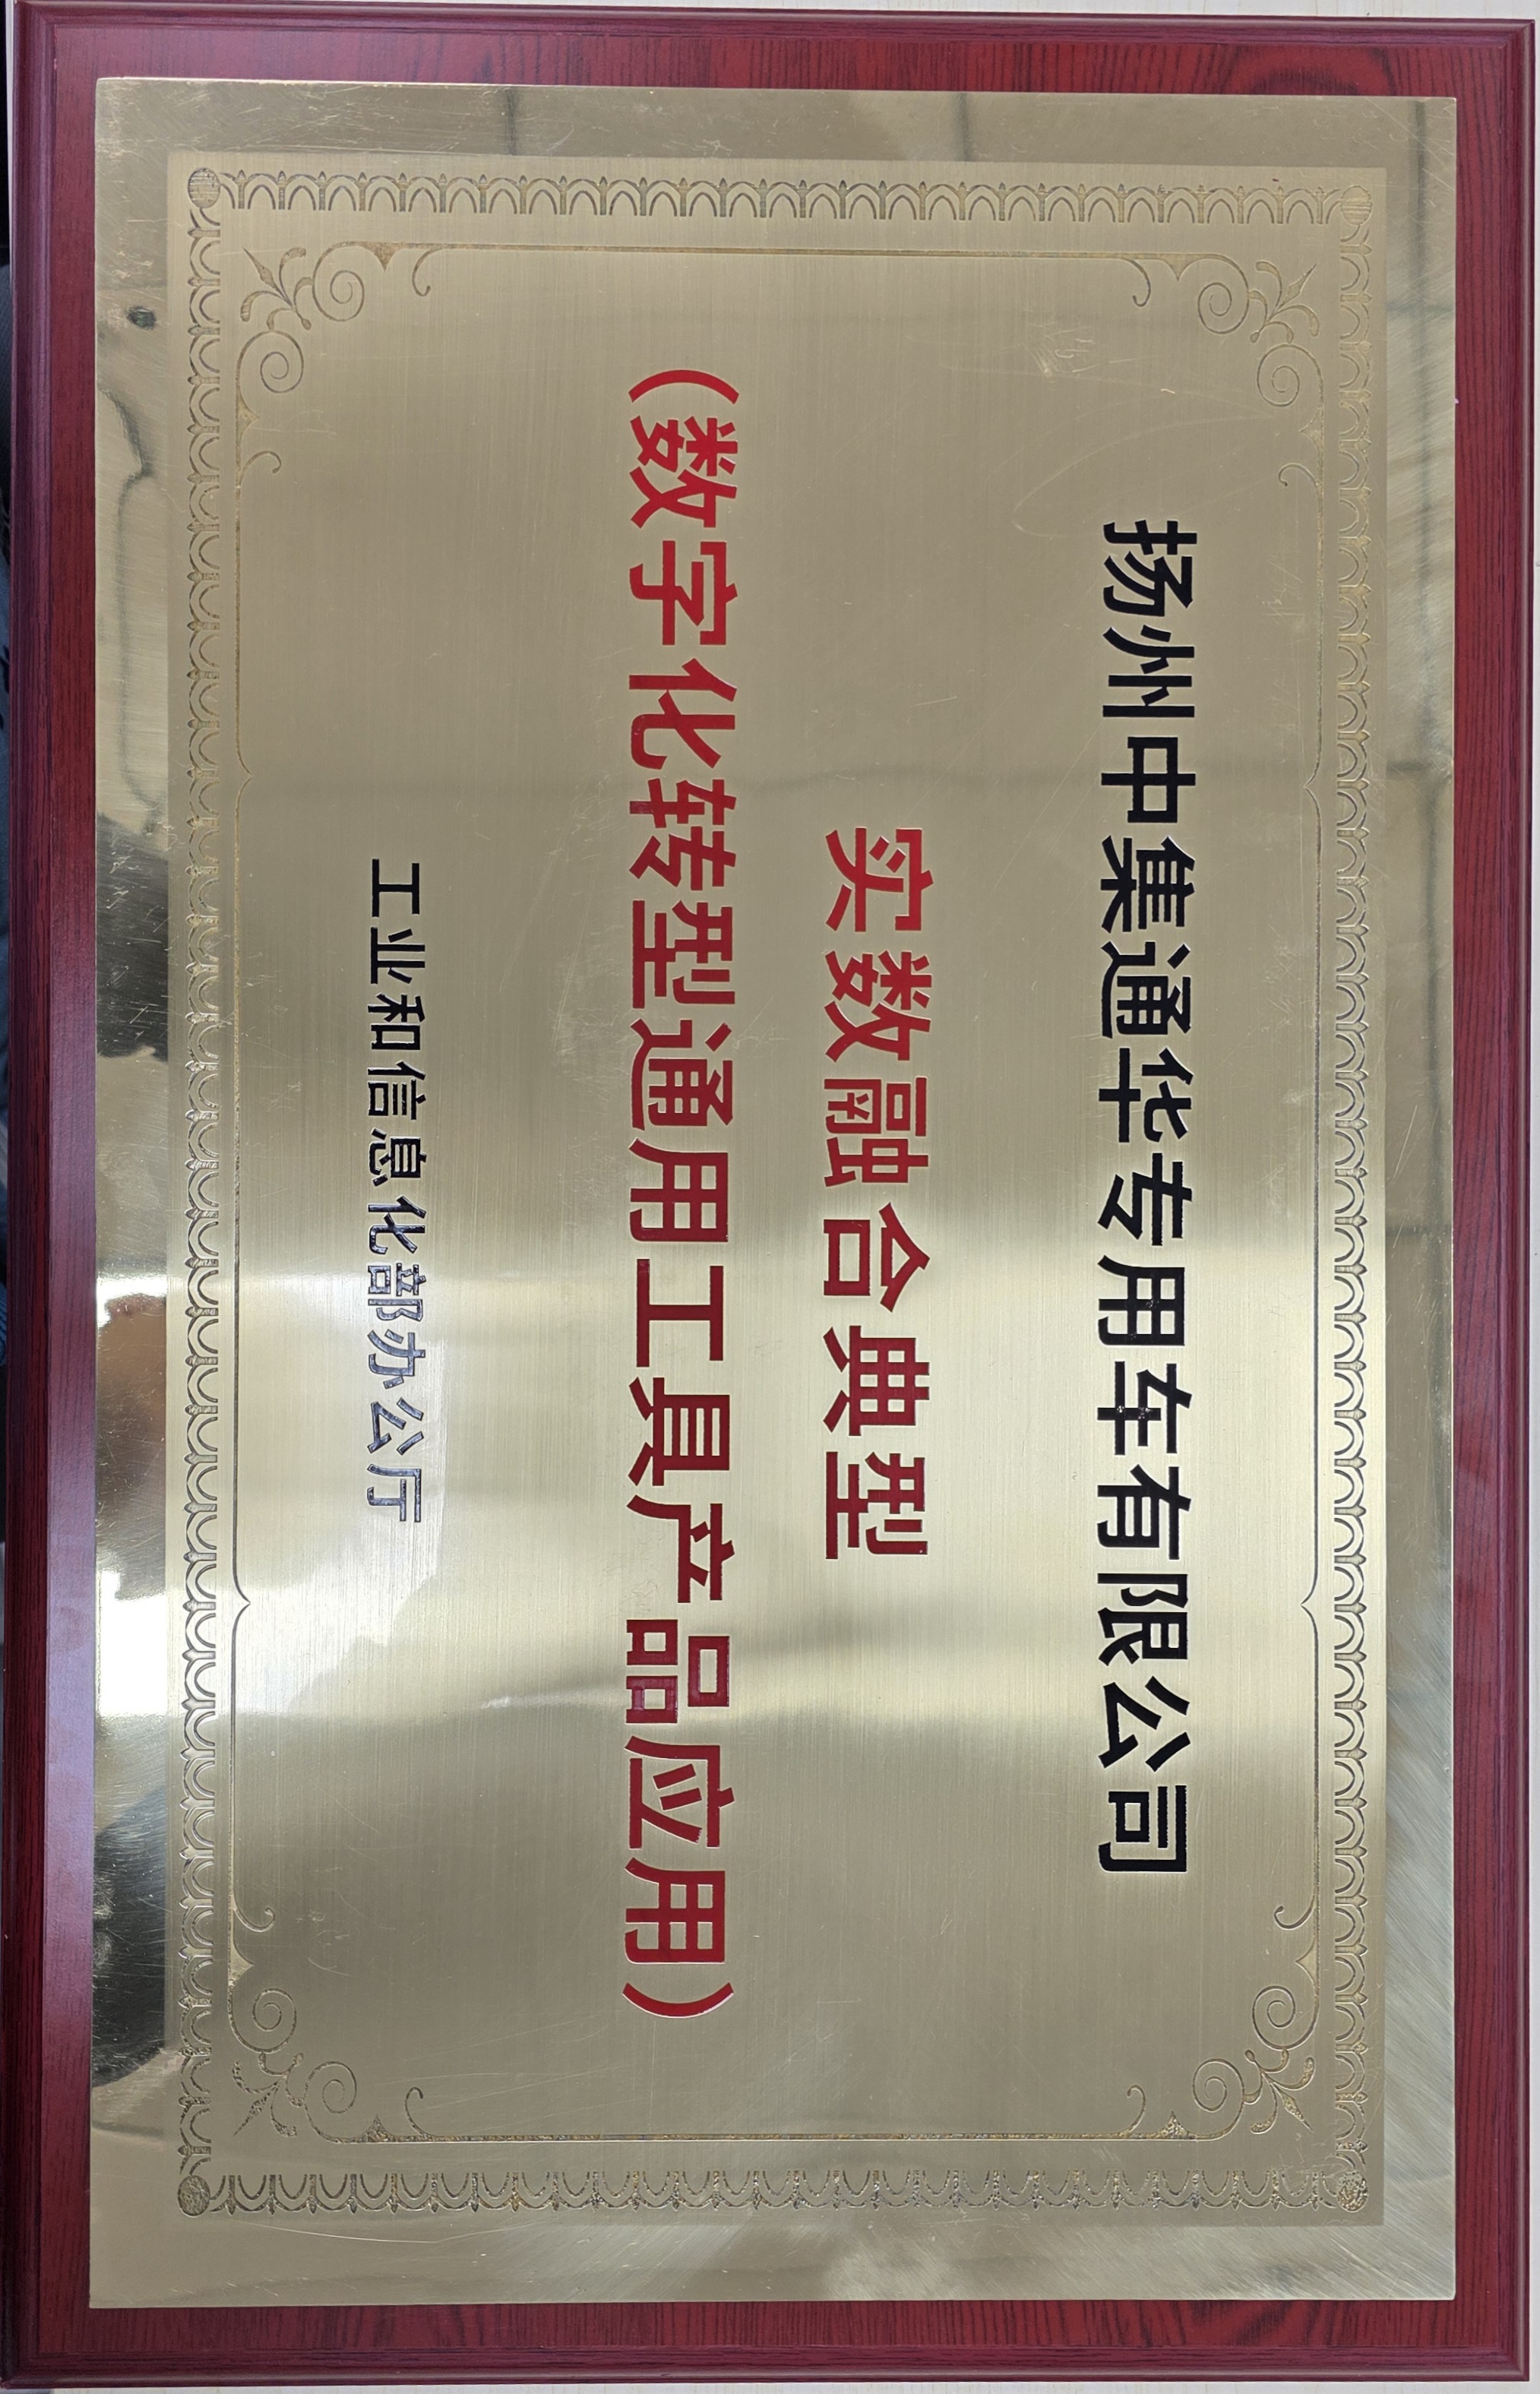 扬州中集通华专用车有限公司
实数融合典型
（数字化转型通用工具产品应用）
工业和信息化部办公厅